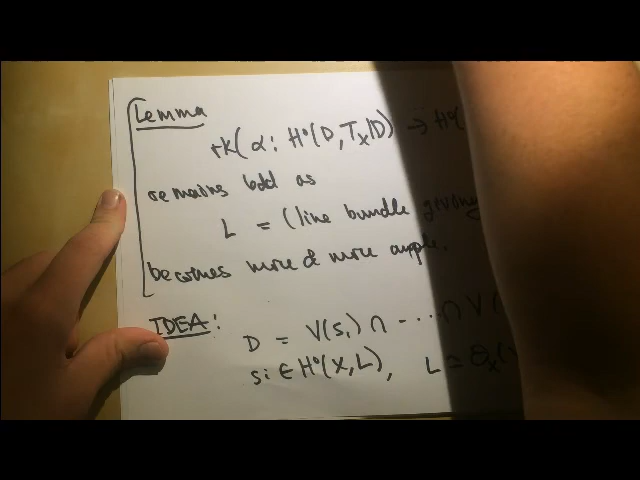 Lemma
rk( α: H⁰(D, T_X|D) → H⁰(
remains bdd as
L = (line bundle giving
becomes more & more ample.
IDEA:
D = V(s₁) ∩ ... ∩ V(
sᵢ ∈ H⁰(X, L), L = O_X(